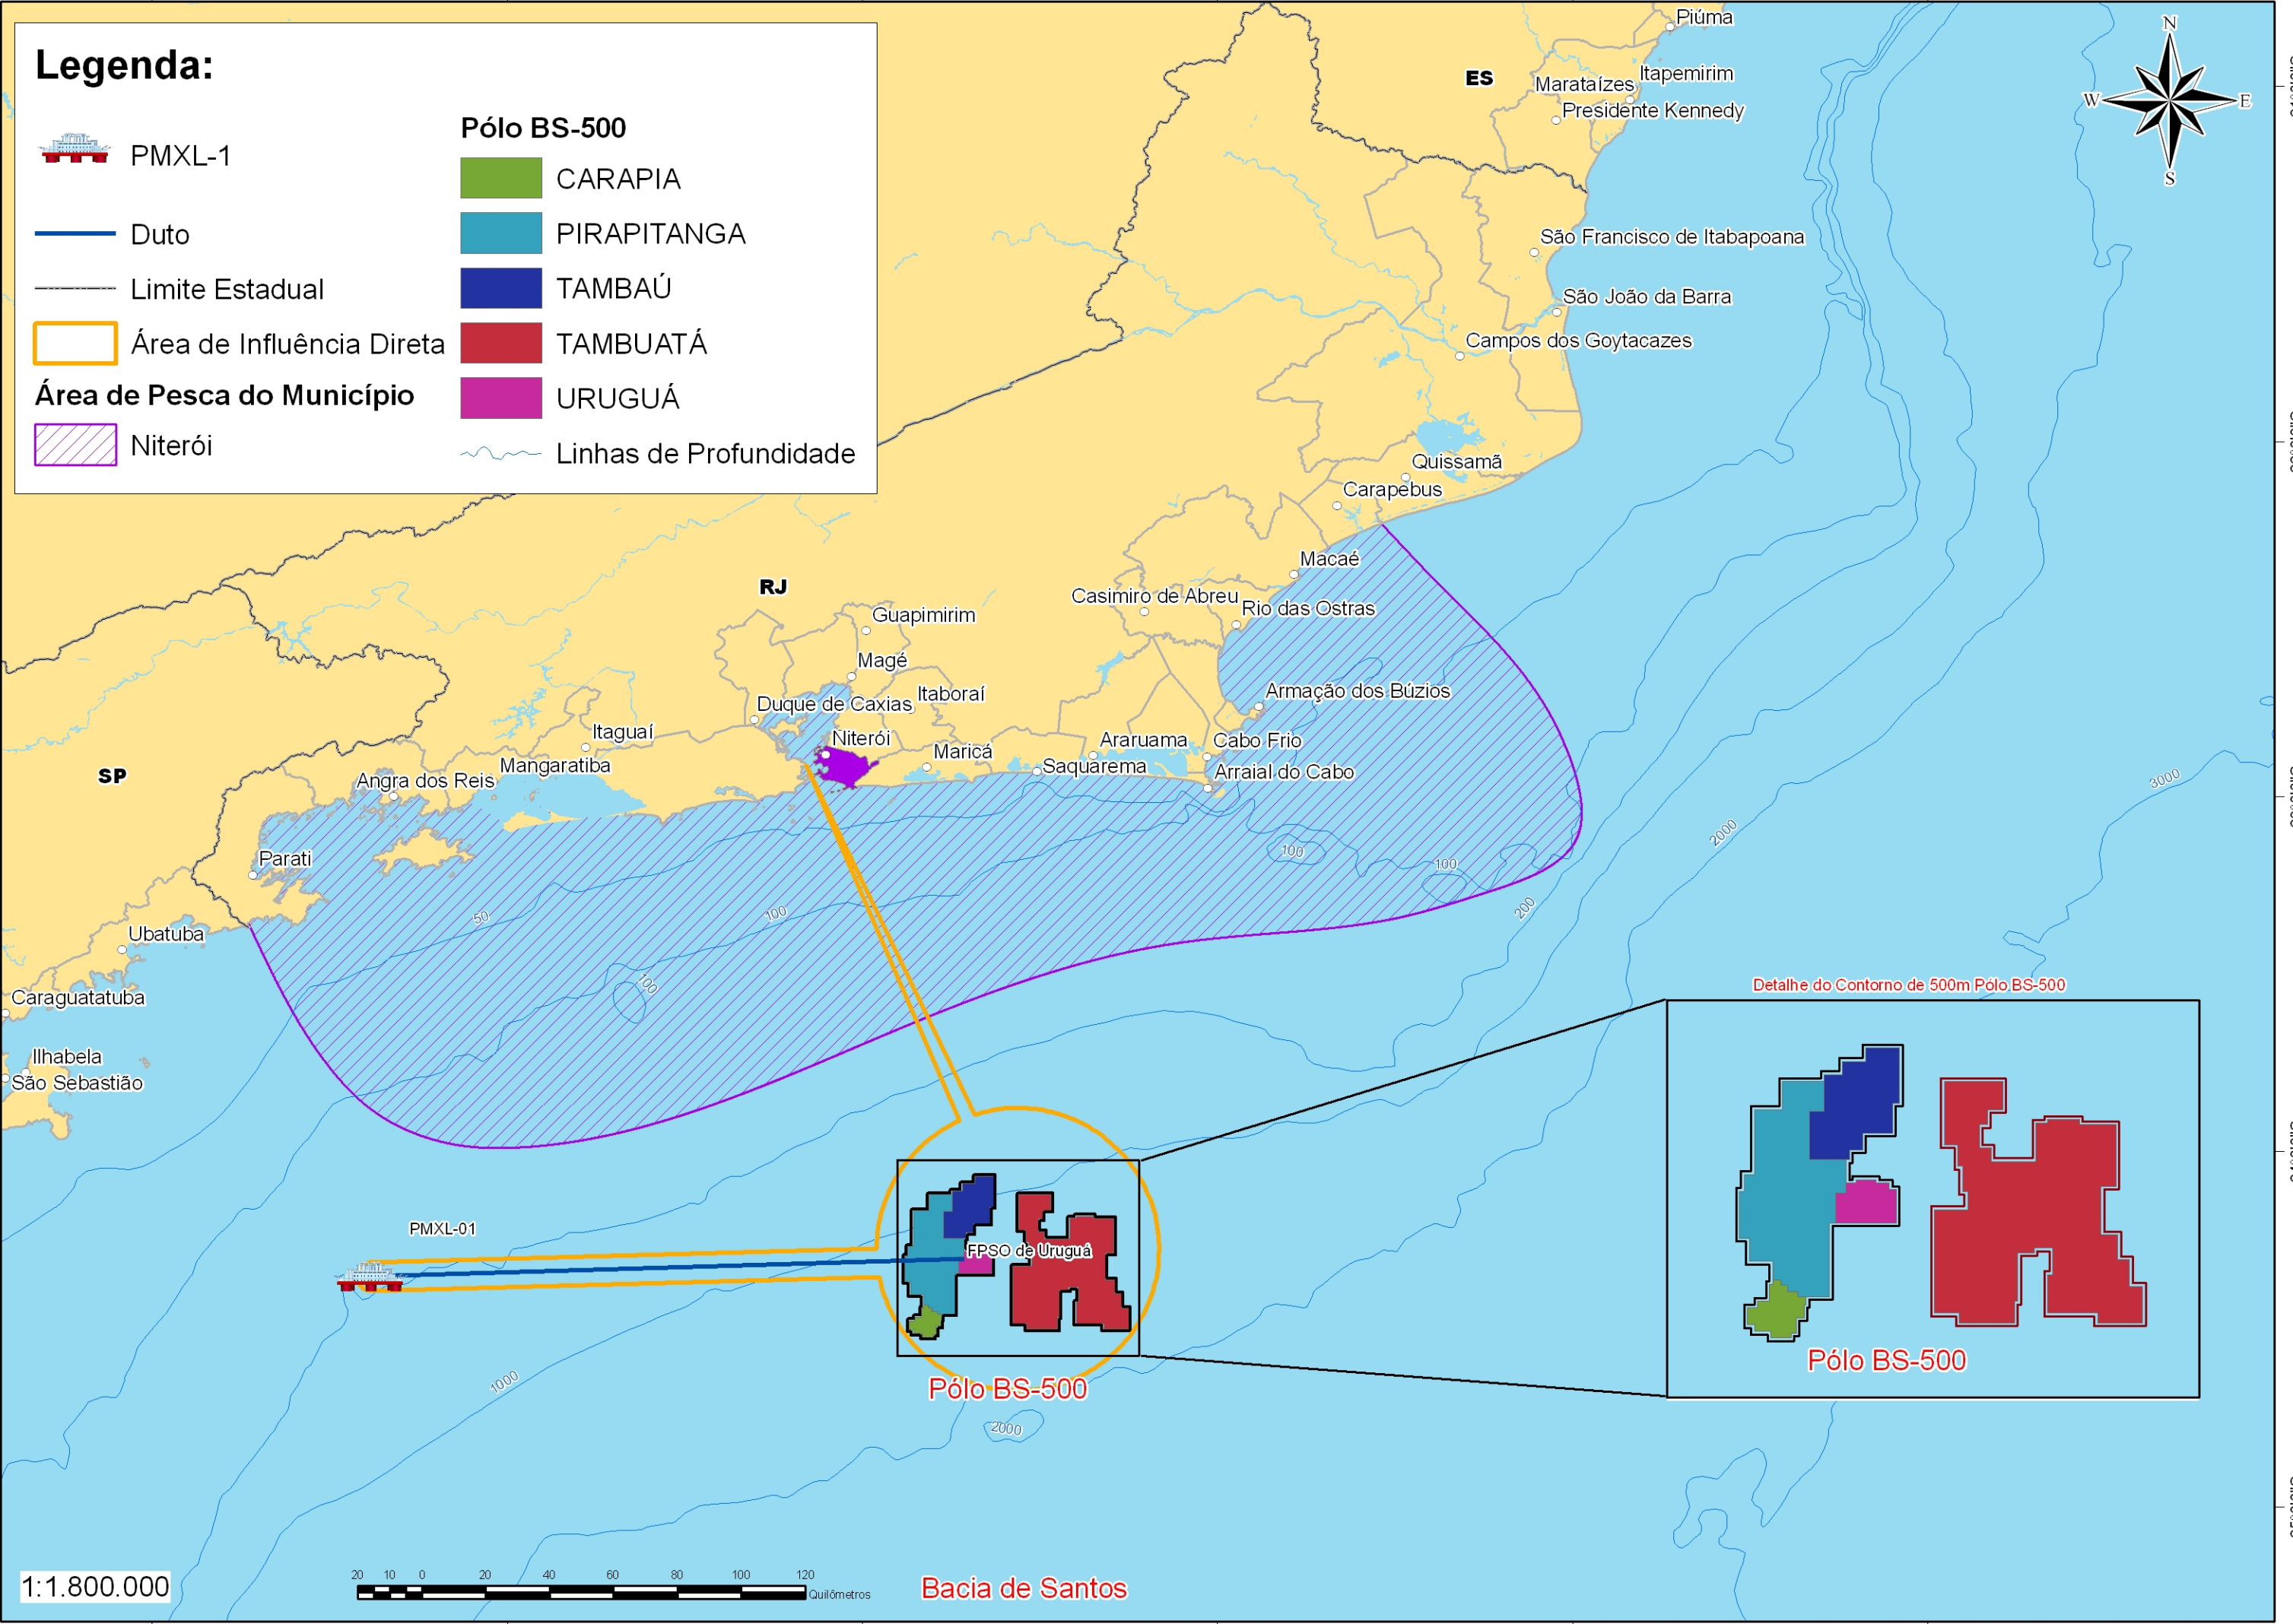 Legenda:
PMXL-1
Duto
Limite Estadual
Área de Influência Direta
Área de Pesca do Município
Niterói
Pólo BS-500
CARAPIA
PIRAPITANGA
TAMBAÚ
TAMBUATÁ
URUGUÁ
Linhas de Profundidade
N
W
E
S
Piúma
ES
Itapemirim
Marataízes
Presidente Kennedy
São Francisco de Itabapoana
São João da Barra
Campos dos Goytacazes
Quissamã
Carapebus
Macaé
RJ
Casimiro de Abreu
Rio das Ostras
Guapimirim
Magé
Itaboraí
Armação dos Búzios
Duque de Caxias
Itaguaí
Niterói
Maricá
Araruama
Cabo Frio
Mangaratiba
Saquarema
Arraial do Cabo
SP
Angra dos Reis
3000
2000
Parati
100
100
50
100
200
Ubatuba
100
Caraguatatuba
Detalhe do Contorno de 500m Pólo BS-500
Ilhabela
São Sebastião
PMXL-01
FPSO de Uruguá
Pólo BS-500
1000
Pólo BS-500
2000
1:1.800.000
20 10 0 20 40 60 80 100 120
Quilômetros
Bacia de Santos